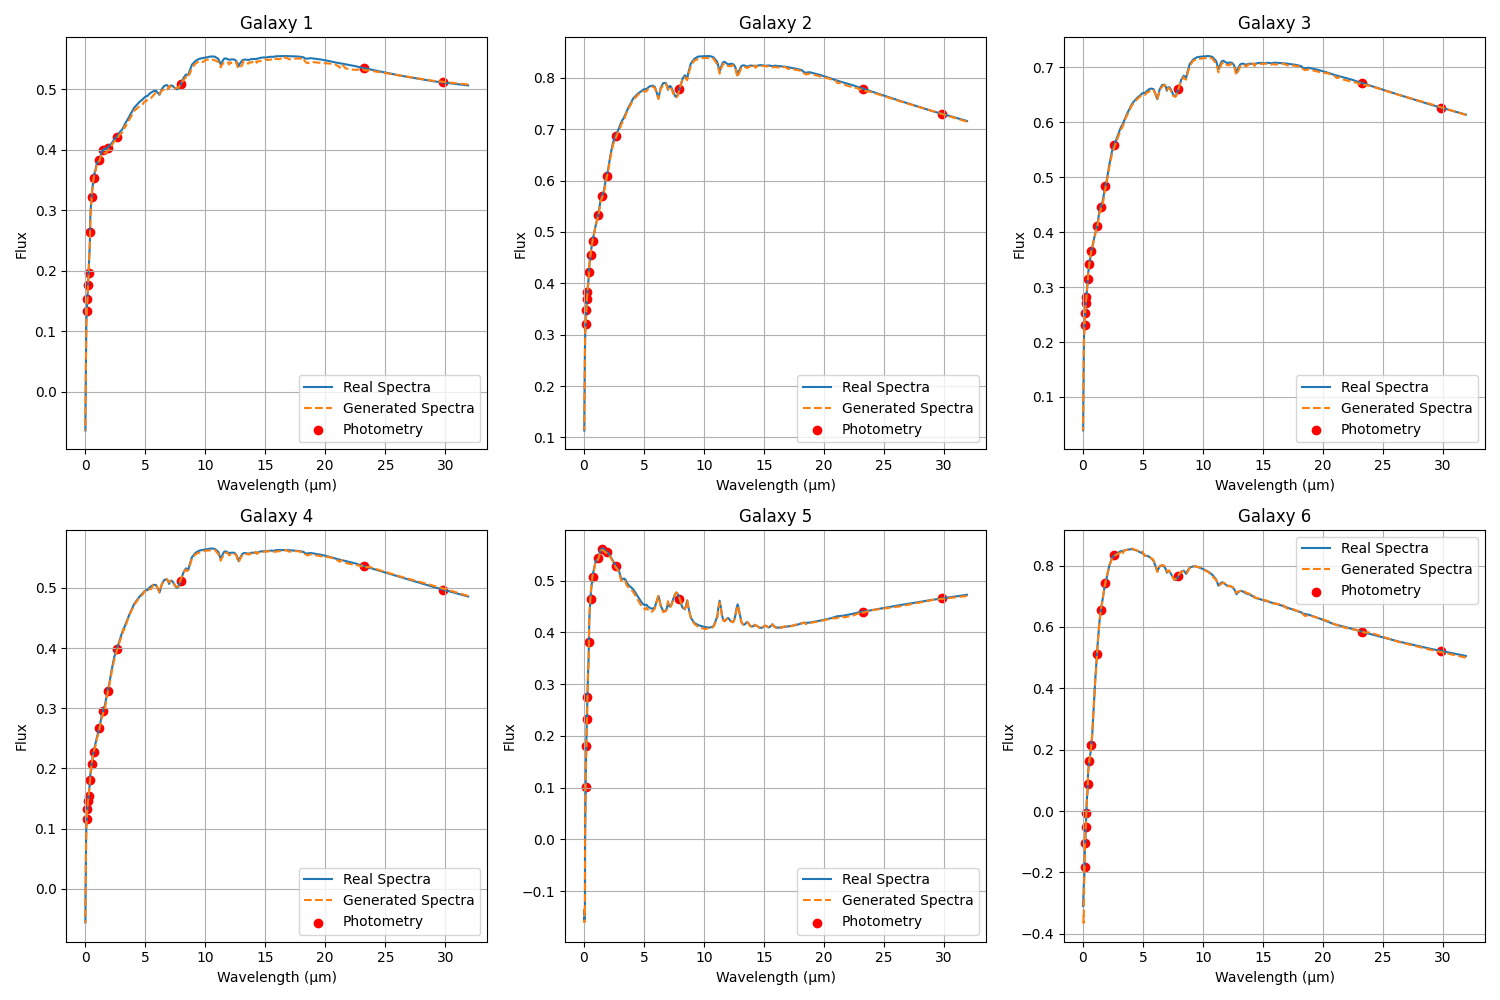 Galaxy 1
Flux
0.5
0.4
0.3
0.2
0.1
0.0
Real Spectra
Generated Spectra
Photometry
0 5 10 15 20 25 30
Wavelength (μm)
Galaxy 2
Flux
0.8
0.7
0.6
0.5
0.4
0.3
0.2
0.1
Real Spectra
Generated Spectra
Photometry
0 5 10 15 20 25 30
Wavelength (μm)
Galaxy 3
Flux
0.7
0.6
0.5
0.4
0.3
0.2
0.1
Real Spectra
Generated Spectra
Photometry
0 5 10 15 20 25 30
Wavelength (μm)
Galaxy 4
Flux
0.5
0.4
0.3
0.2
0.1
0.0
Real Spectra
Generated Spectra
Photometry
0 5 10 15 20 25 30
Wavelength (μm)
Galaxy 5
Flux
0.5
0.4
0.3
0.2
0.1
0.0
−0.1
Real Spectra
Generated Spectra
Photometry
0 5 10 15 20 25 30
Wavelength (μm)
Galaxy 6
Flux
0.8
0.6
0.4
0.2
0.0
−0.2
−0.4
Real Spectra
Generated Spectra
Photometry
0 5 10 15 20 25 30
Wavelength (μm)